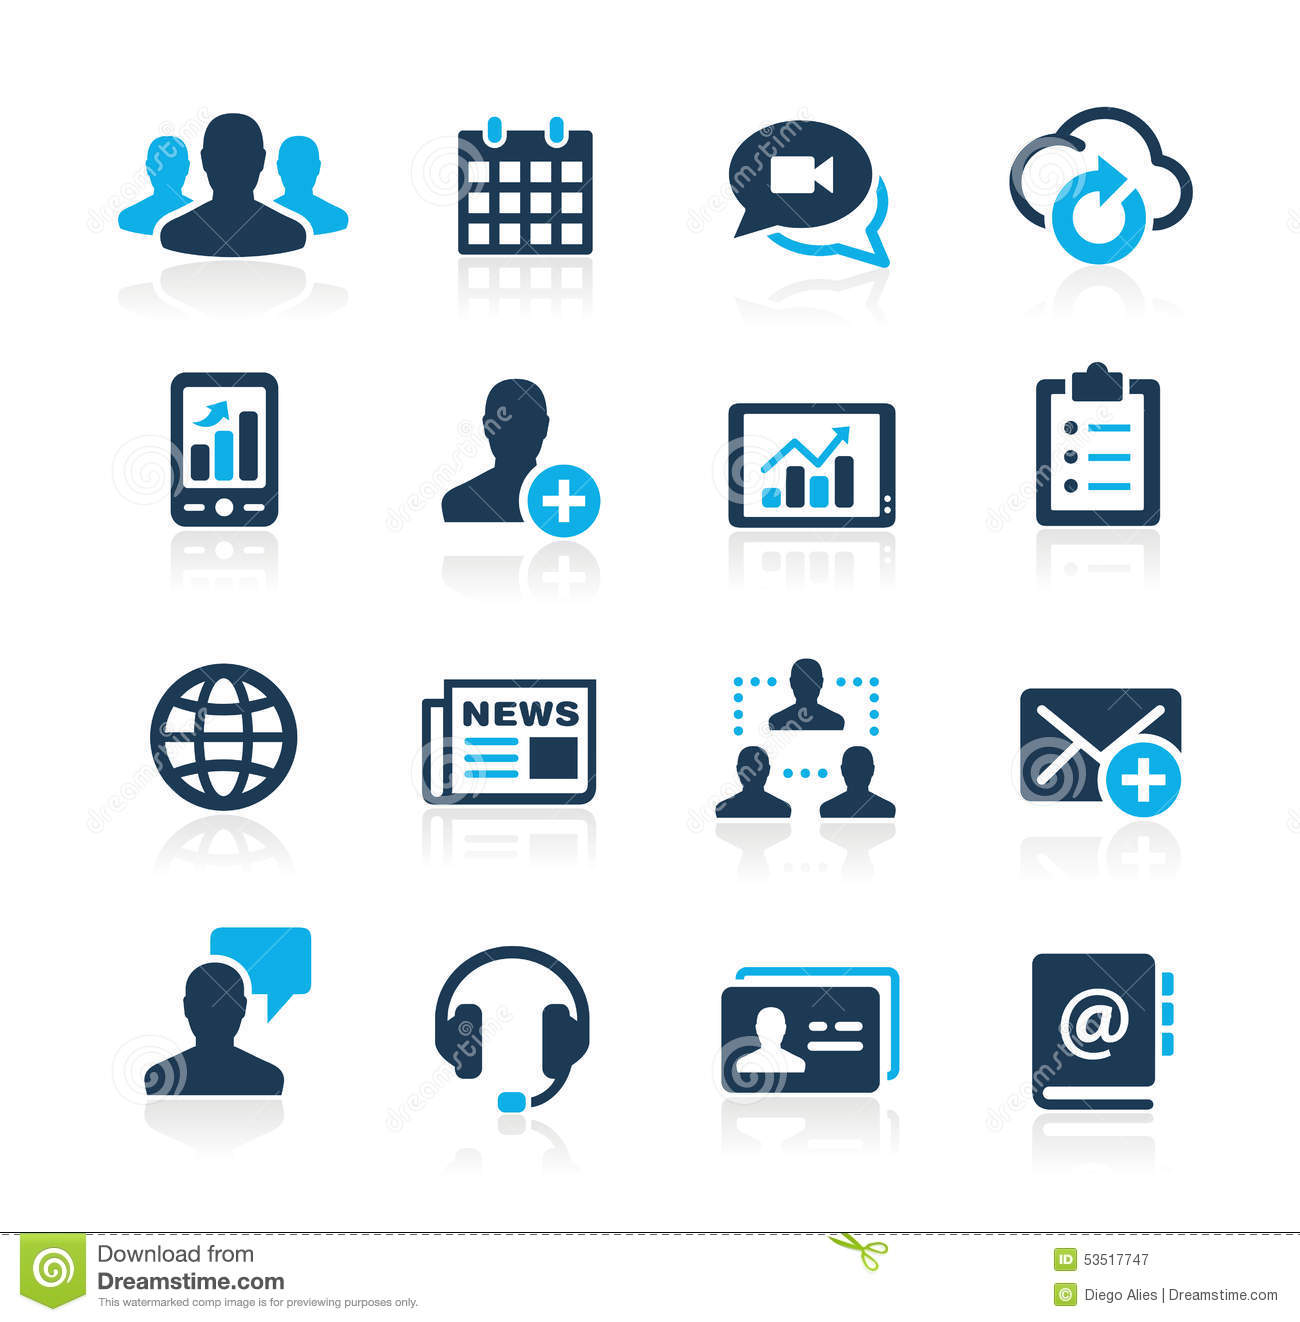 NEWS
@
Download from
Dreamstime.com
This watermarked comp image is for previewing purposes only.
ID 53517747
© Diego Alies | Dreamstime.com